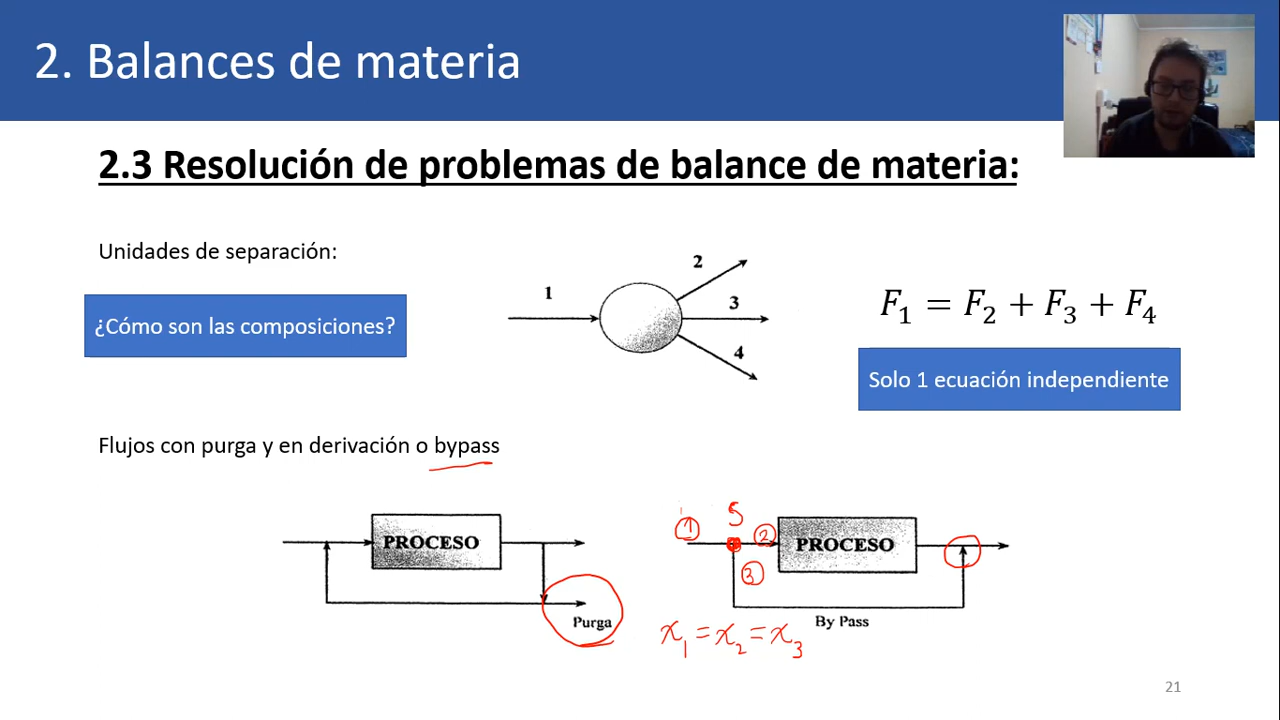 2. Balances de materia
2.3 Resolución de problemas de balance de materia:
Unidades de separación:
¿Cómo son las composiciones?
1
2
3
4
F₁ = F₂ + F₃ + F₄
Solo 1 ecuación independiente
Flujos con purga y en derivación o bypass
PROCESO
Purga
1
S
2
3
PROCESO
By Pass
x₁ = x₂ = x₃
21